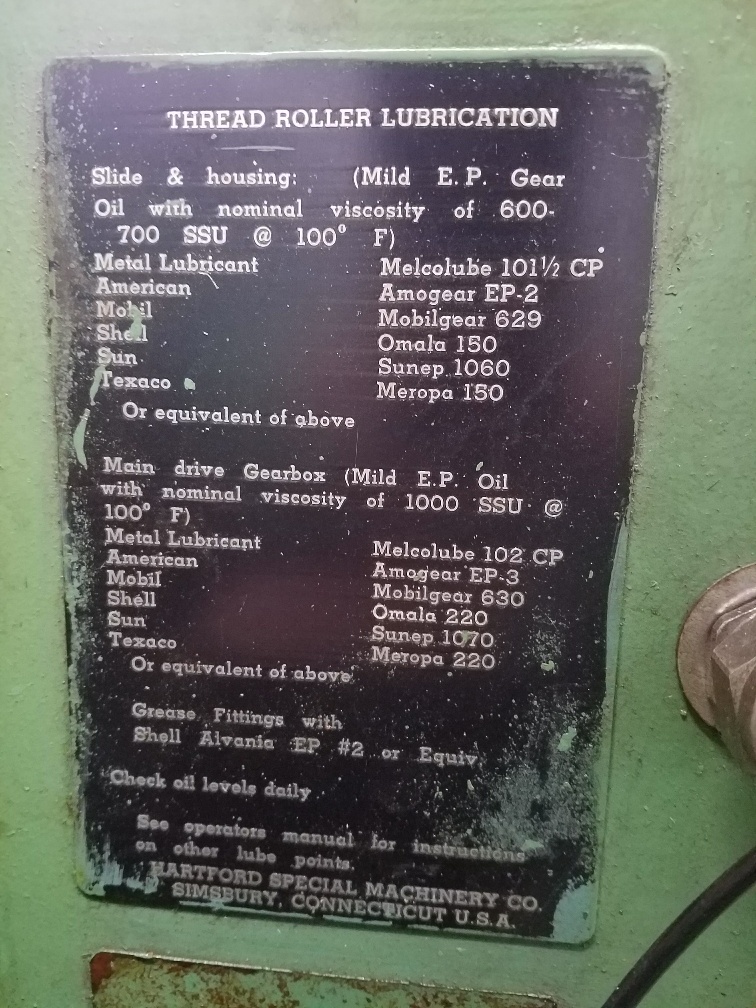 THREAD ROLLER LUBRICATION
Slide & housing: (Mild E.P. Gear
Oil with nominal viscosity of 600-
700 SSU @ 100° F)
Metal Lubricant Melcolube 101½ CP
American Amogear EP-2
Mobil Mobilgear 629
Shell Omala 150
Sun Sunep 1060
Texaco Meropa 150
Or equivalent of above
Main drive Gearbox (Mild E.P. Oil
with nominal viscosity of 1000 SSU @
100° F)
Metal Lubricant Melcolube 102 CP
American Amogear EP-3
Mobil Mobilgear 630
Shell Omala 220
Sun Sunep 1070
Texaco Meropa 220
Or equivalent of above
Grease Fittings with
Shell Alvania EP #2 or Equiv.
Check oil levels daily
See operators manual for instructions
on other lube points.
HARTFORD SPECIAL MACHINERY CO.
SIMSBURY, CONNECTICUT U.S.A.